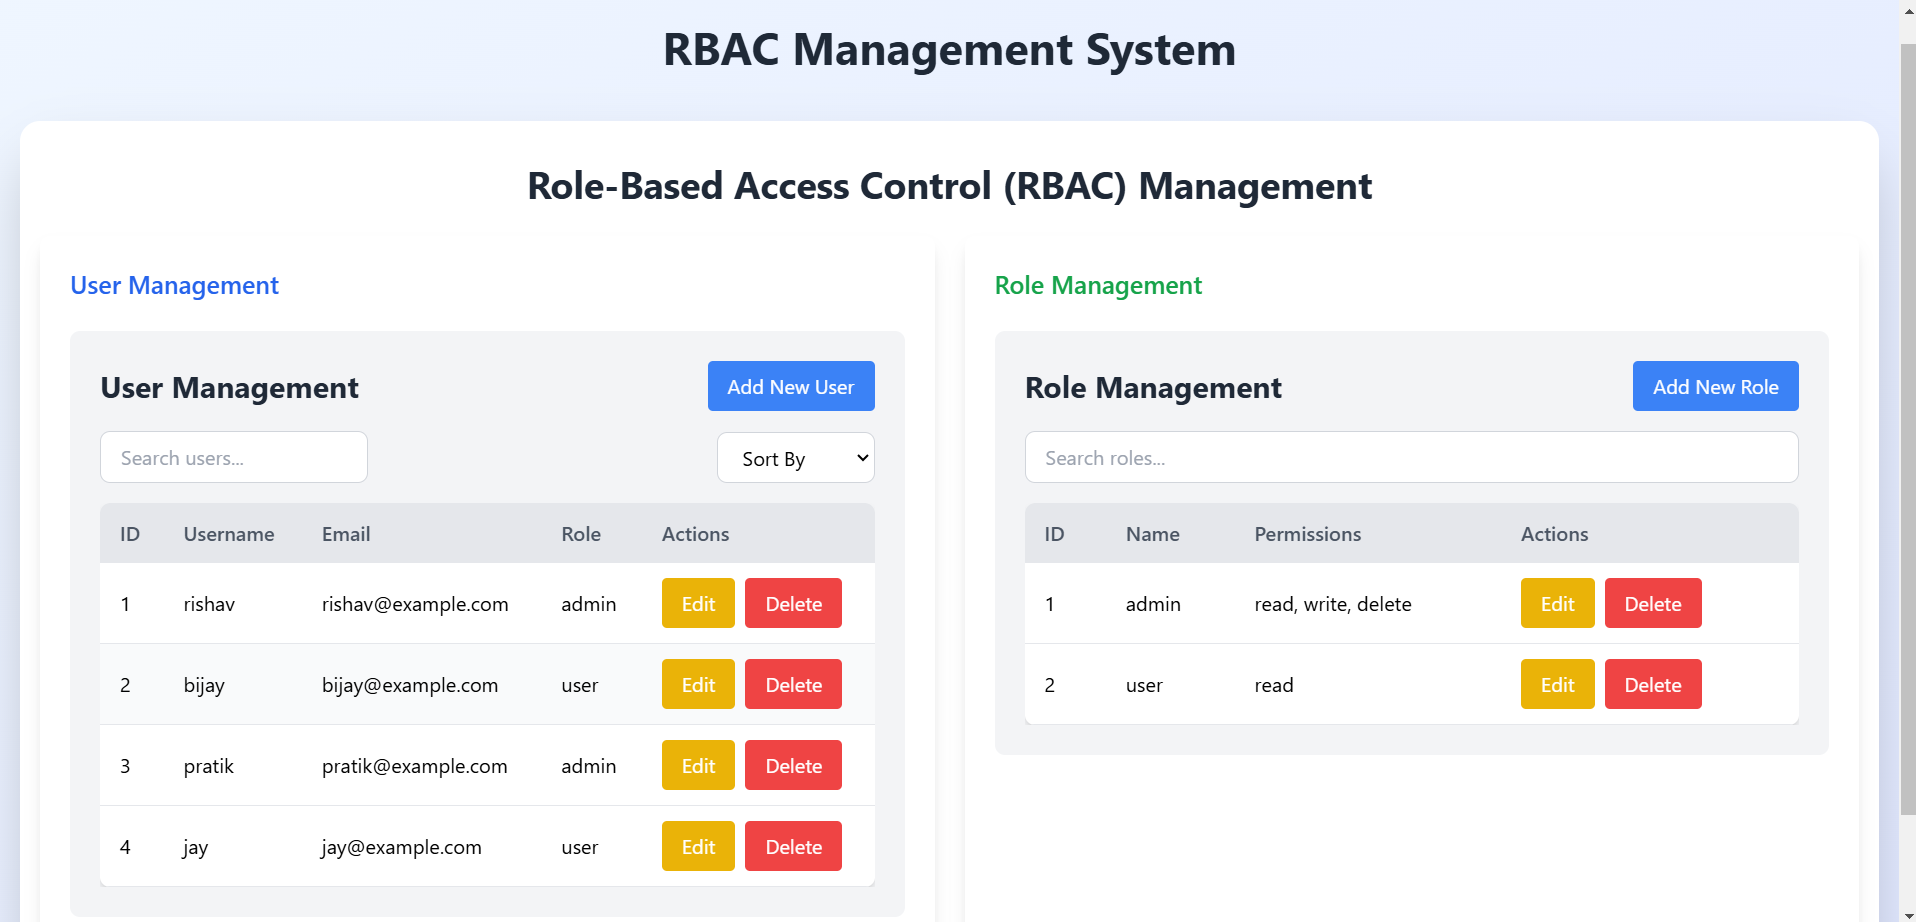 RBAC Management System
Role-Based Access Control (RBAC) Management
User Management
User Management
Add New User
Search users...
Sort By
ID Username Email Role Actions
1 rishav rishav@example.com admin Edit Delete
2 bijay bijay@example.com user Edit Delete
3 pratik pratik@example.com admin Edit Delete
4 jay jay@example.com user Edit Delete
Role Management
Role Management
Add New Role
Search roles...
ID Name Permissions Actions
1 admin read, write, delete Edit Delete
2 user read Edit Delete